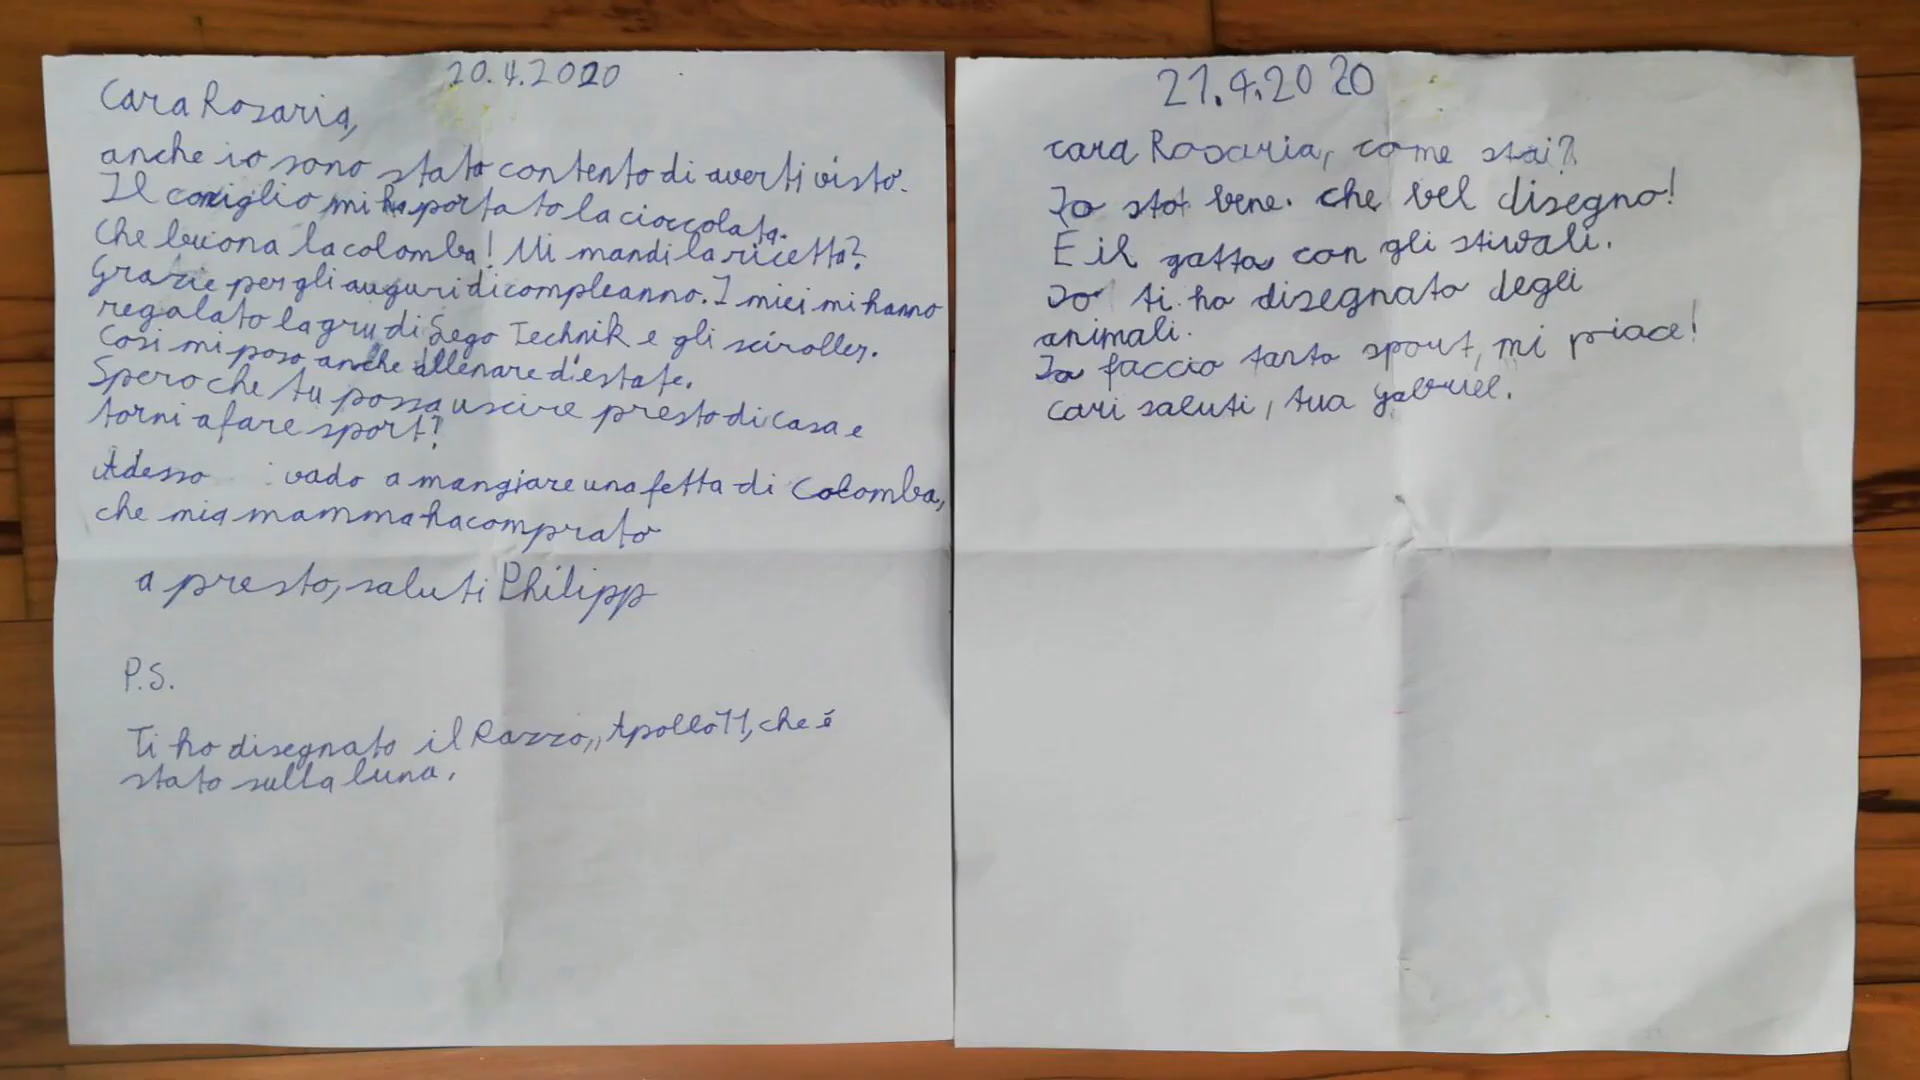 20.4.2020
Cara Rosaria,
anche io sono stato contento di averti visto.
Il coniglio mi ha portato la cioccolata.
Che buona la colomba! Mi mandi la ricetta?
Grazie per gli auguri di compleanno. I miei mi hanno
regalato la gru di Lego Technik e gli sciroller.
Cosi mi poso anche allenare d'estate.
Spero che tu possa uscire presto di casa e
torni a fare sport!
Adesso vado a mangiare una fetta di Colomba,
che mia mamma ha comprato
a presto, saluti Philipp
P.S.
Ti ho disegnato il Razzo,, Apollo 11, che é
stato sulla luna.
21.4.2020
cara Rosaria, come stai?
Io sto bene. che bel disegno!
È il gatto con gli stivali.
Io ti ho disegnato degli
animali.
Io faccio tanto sport, mi piace!
cari saluti, tua Gabriel.